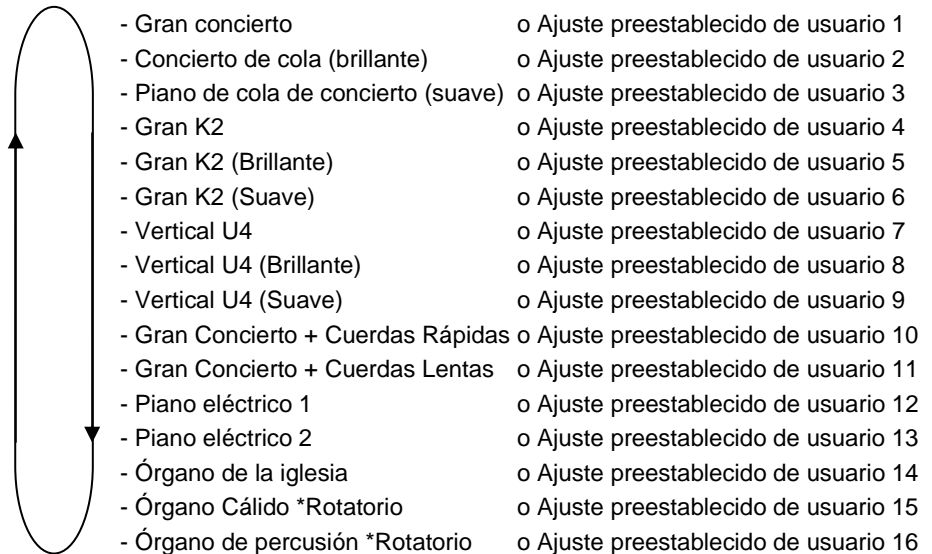 - Gran concierto o Ajuste preestablecido de usuario 1
- Concierto de cola (brillante) o Ajuste preestablecido de usuario 2
- Piano de cola de concierto (suave) o Ajuste preestablecido de usuario 3
- Gran K2 o Ajuste preestablecido de usuario 4
- Gran K2 (Brillante) o Ajuste preestablecido de usuario 5
- Gran K2 (Suave) o Ajuste preestablecido de usuario 6
- Vertical U4 o Ajuste preestablecido de usuario 7
- Vertical U4 (Brillante) o Ajuste preestablecido de usuario 8
- Vertical U4 (Suave) o Ajuste preestablecido de usuario 9
- Gran Concierto + Cuerdas Rápidas o Ajuste preestablecido de usuario 10
- Gran Concierto + Cuerdas Lentas o Ajuste preestablecido de usuario 11
- Piano eléctrico 1 o Ajuste preestablecido de usuario 12
- Piano eléctrico 2 o Ajuste preestablecido de usuario 13
- Órgano de la iglesia o Ajuste preestablecido de usuario 14
- Órgano Cálido *Rotatorio o Ajuste preestablecido de usuario 15
- Órgano de percusión *Rotatorio o Ajuste preestablecido de usuario 16